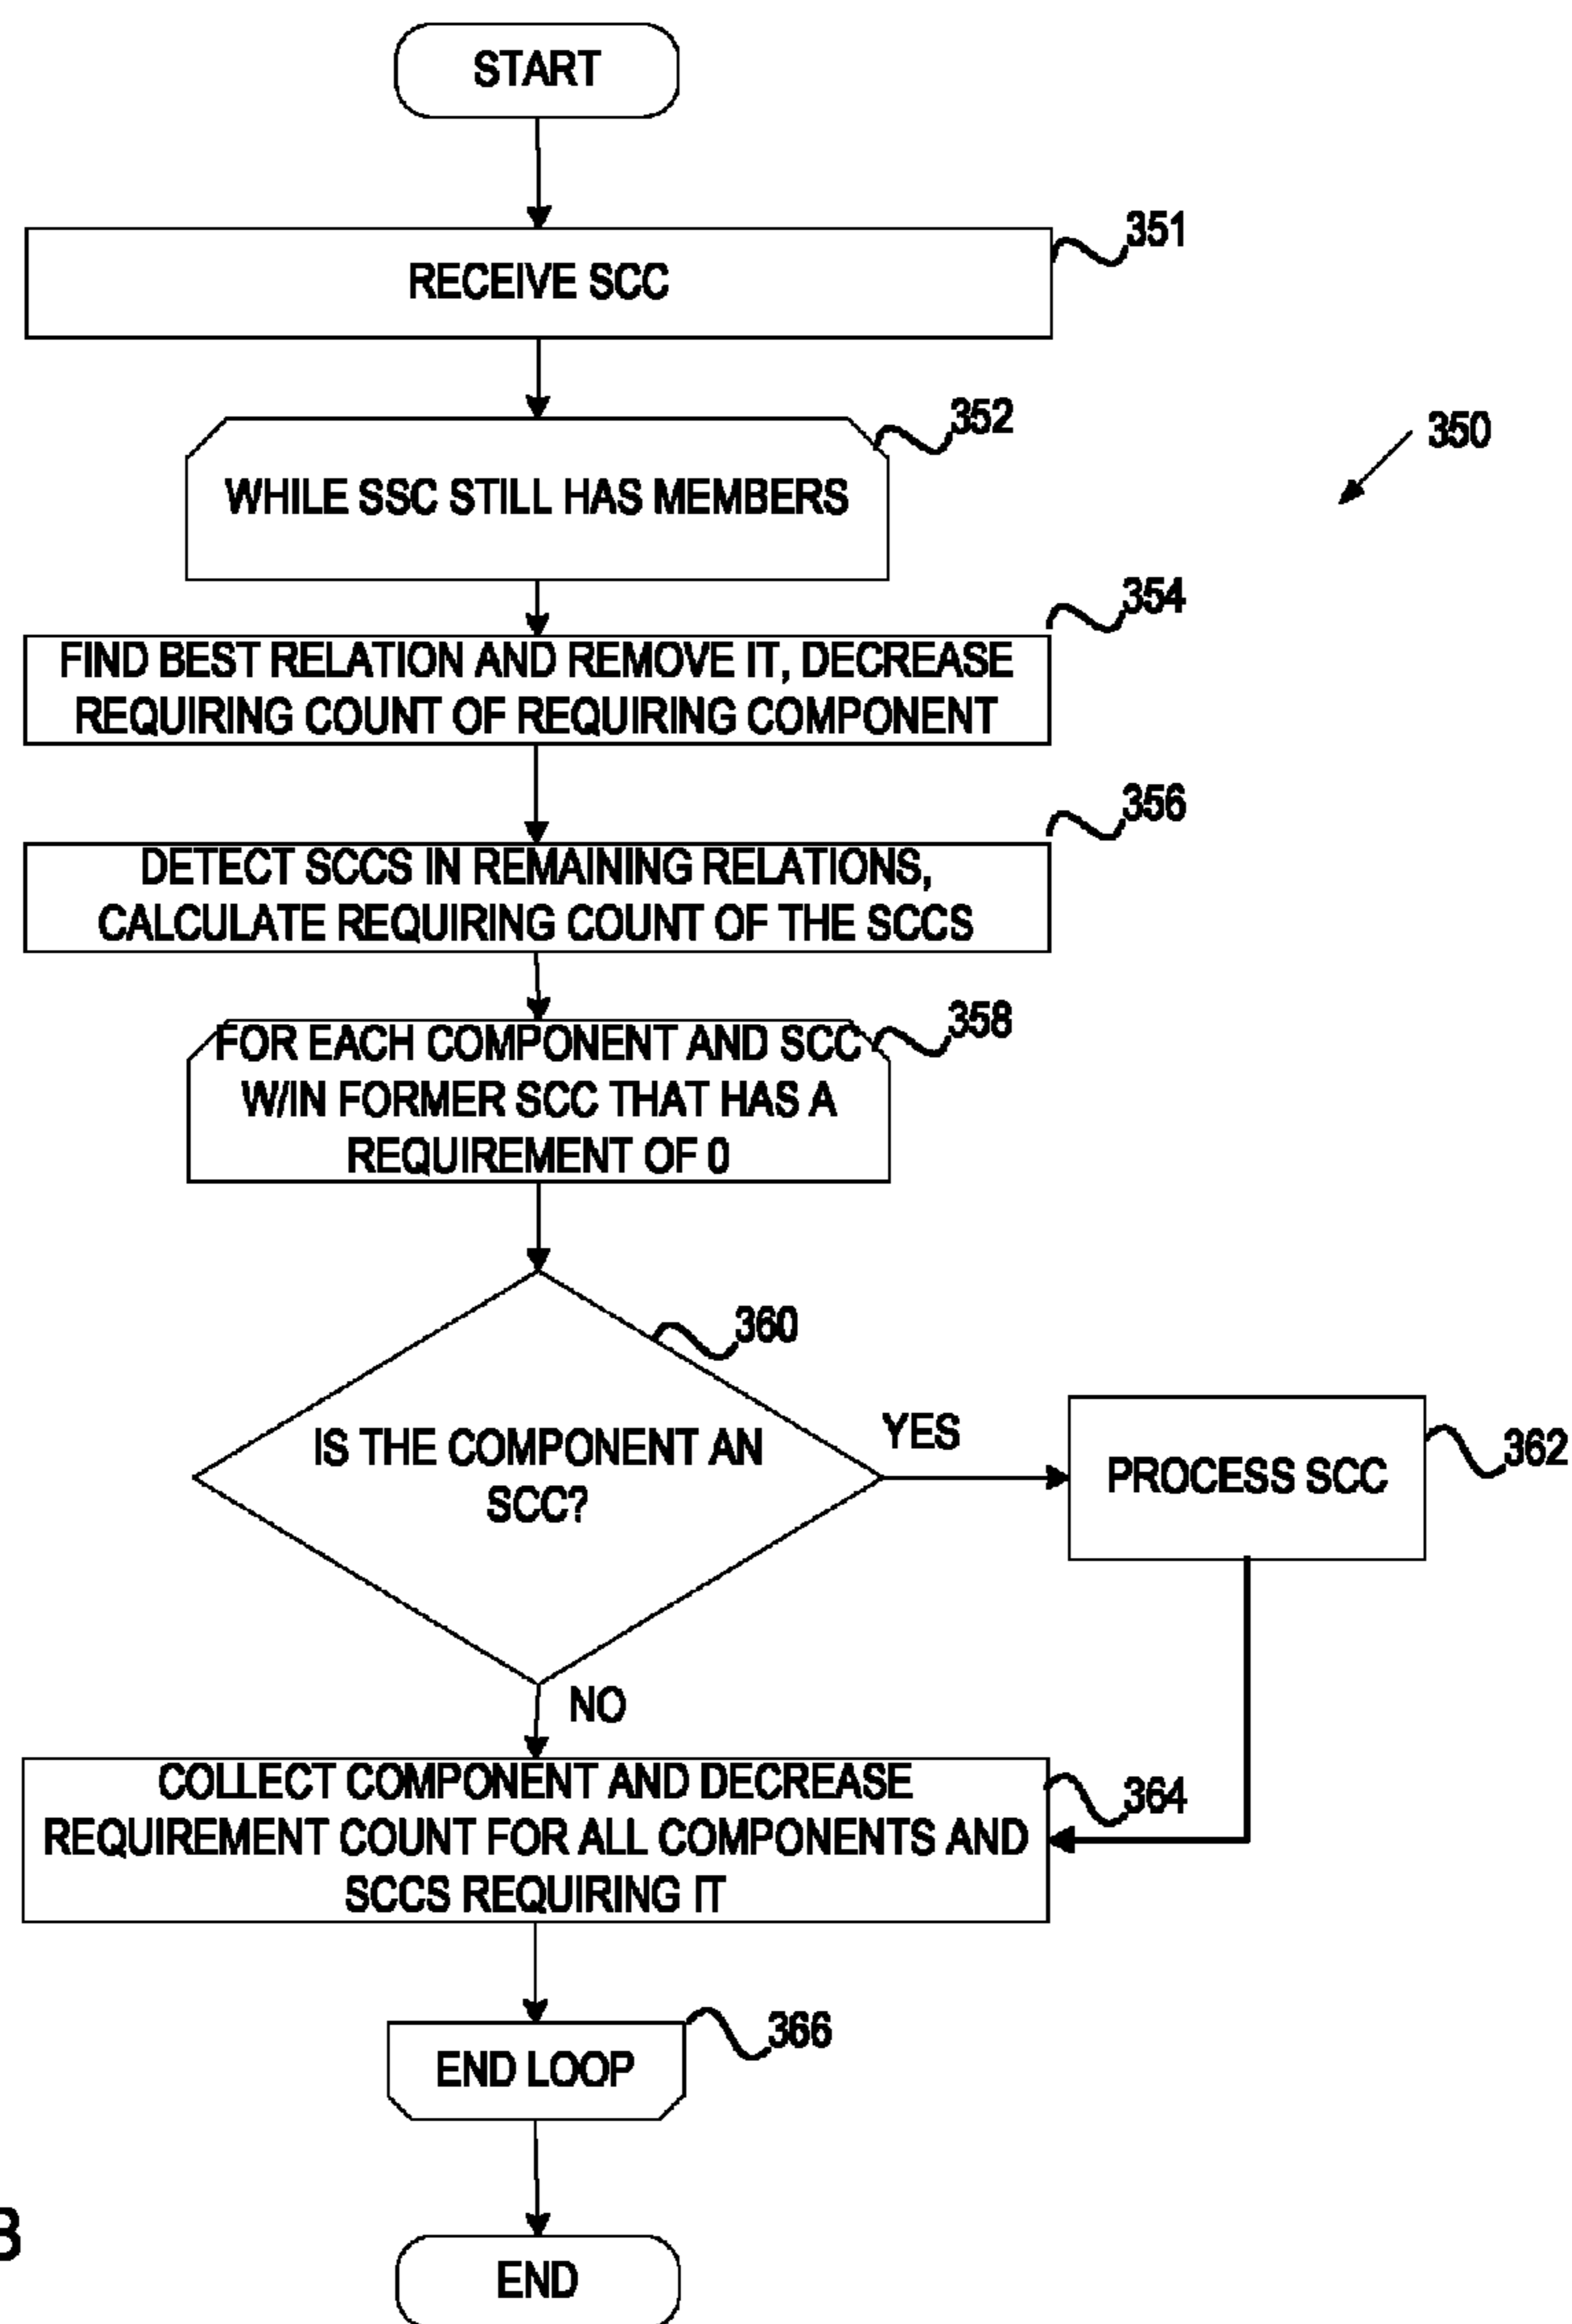 START
351
RECEIVE SCC
352
350
WHILE SSC STILL HAS MEMBERS
354
FIND BEST RELATION AND REMOVE IT, DECREASE
REQUIRING COUNT OF REQUIRING COMPONENT
356
DETECT SCCS IN REMAINING RELATIONS,
CALCULATE REQUIRING COUNT OF THE SCCS
358
FOR EACH COMPONENT AND SCC
W/IN FORMER SCC THAT HAS A
REQUIREMENT OF 0
360
IS THE COMPONENT AN
SCC?
YES
362
PROCESS SCC
NO
364
COLLECT COMPONENT AND DECREASE
REQUIREMENT COUNT FOR ALL COMPONENTS AND
SCCS REQUIRING IT
366
END LOOP
END